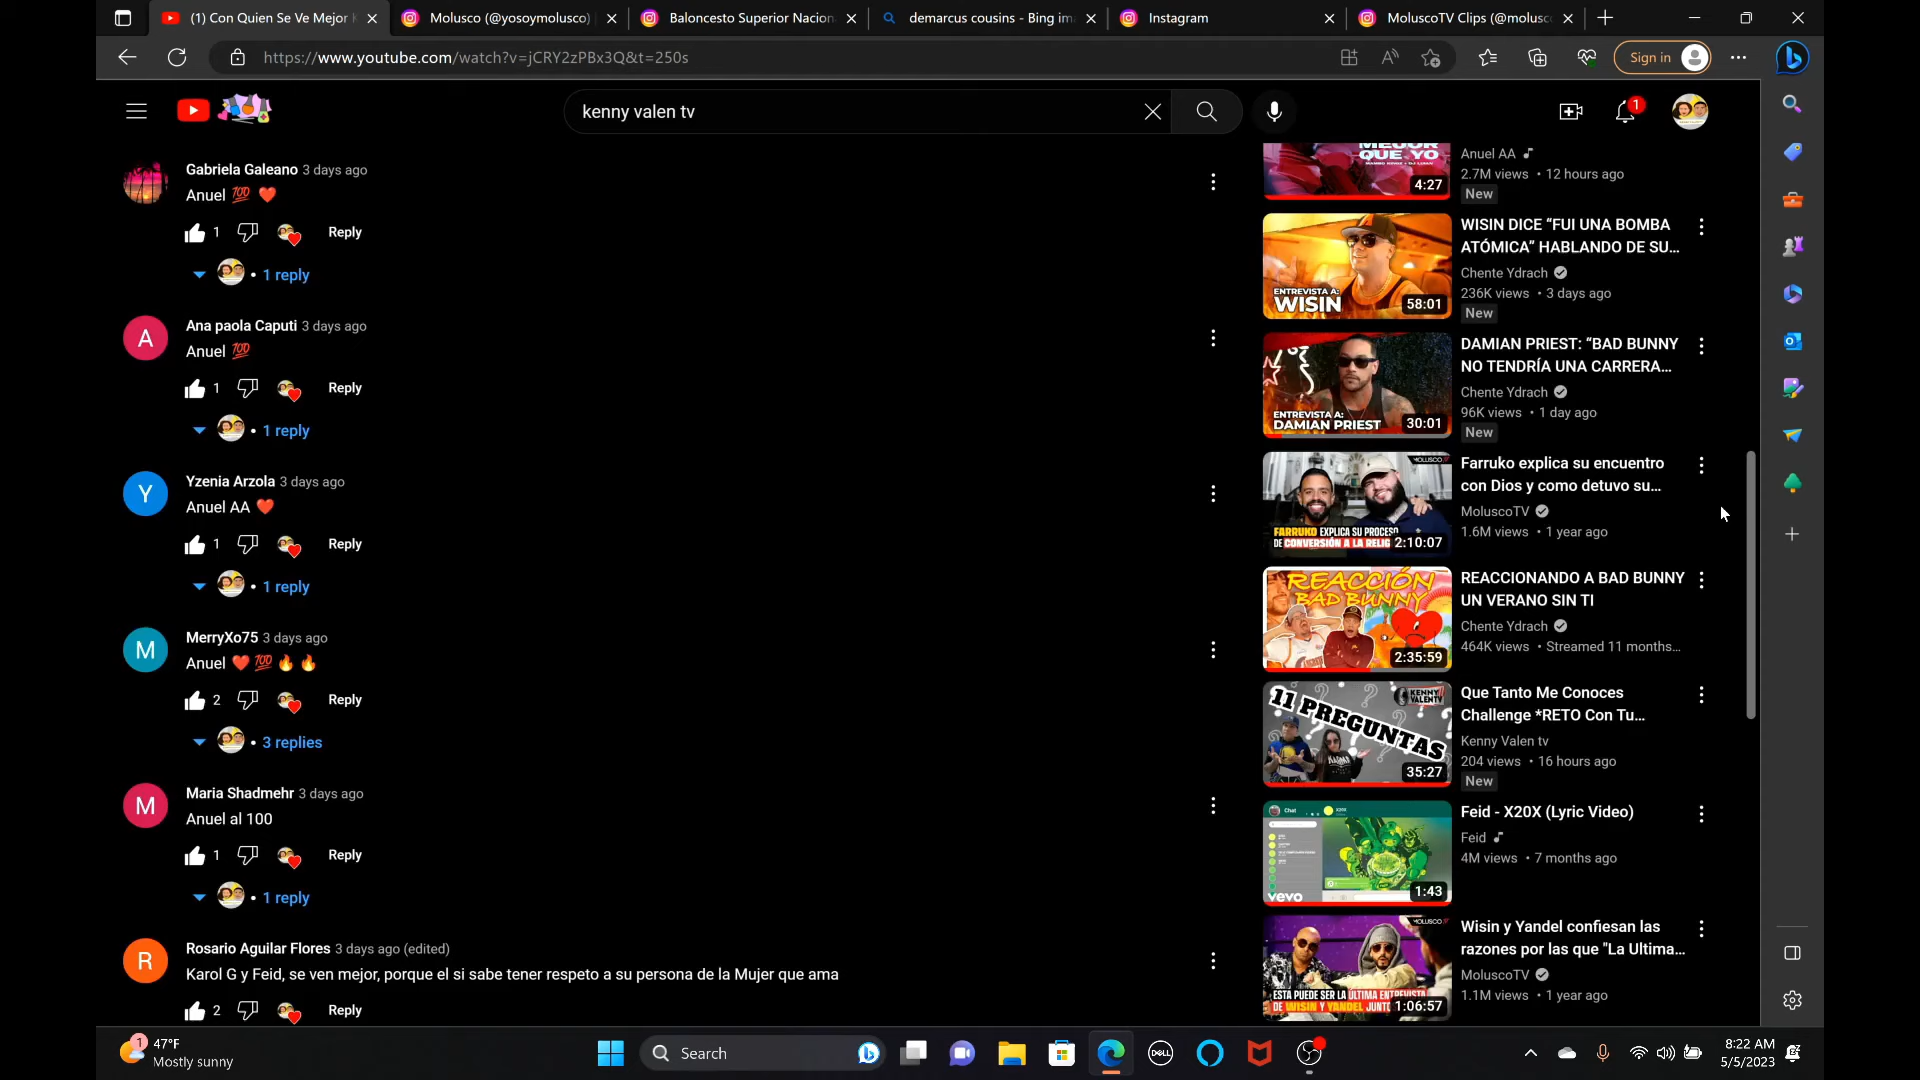 (1) Con Quien Se Ve Mejor K
Molusco (@yosoymolusco)
Baloncesto Superior Nacion
demarcus cousins - Bing im
Instagram
MoluscoTV Clips (@molusc
https://www.youtube.com/watch?v=jCRY2zPBx3Q&t=250s
Sign in
kenny valen tv
1
Gabriela Galeano 3 days ago
Anuel 💯 ❤️
1 Reply
• 1 reply
A
Ana paola Caputi 3 days ago
Anuel 💯
1 Reply
• 1 reply
Y
Yzenia Arzola 3 days ago
Anuel AA ❤️
1 Reply
• 1 reply
M
MerryXo75 3 days ago
Anuel ❤️ 💯 🔥 🔥
2 Reply
• 3 replies
M
Maria Shadmehr 3 days ago
Anuel al 100
1 Reply
• 1 reply
R
Rosario Aguilar Flores 3 days ago (edited)
Karol G y Feid, se ven mejor, porque el si sabe tener respeto a su persona de la Mujer que ama
2 Reply
MEJOR
QUE YO
4:27
Anuel AA
2.7M views • 12 hours ago
New
ENTREVISTA A:
WISIN
58:01
WISIN DICE “FUI UNA BOMBA
ATÓMICA” HABLANDO DE SU...
Chente Ydrach
236K views • 3 days ago
New
ENTREVISTA A:
DAMIAN PRIEST
30:01
DAMIAN PRIEST: “BAD BUNNY
NO TENDRÍA UNA CARRERA...
Chente Ydrach
96K views • 1 day ago
New
MOLUSCO
FARRUKO EXPLICA SU PROCESO
DE CONVERSIÓN A LA RELIG
2:10:07
Farruko explica su encuentro
con Dios y como detuvo su...
MoluscoTV
1.6M views • 1 year ago
REACCIÓN
BAD BUNNY
2:35:59
REACCIONANDO A BAD BUNNY
UN VERANO SIN TI
Chente Ydrach
464K views • Streamed 11 months...
KENNY
VALENTV
11 PREGUNTAS
35:27
Que Tanto Me Conoces
Challenge *RETO Con Tu...
Kenny Valen tv
204 views • 16 hours ago
New
Chat
vevo
1:43
Feid - X20X (Lyric Video)
Feid
4M views • 7 months ago
MOLUSCO
ESTA PUEDE SER LA ÚLTIMA ENTREVISTA
DE WISIN Y YANDEL JUNTO
1:06:57
Wisin y Yandel confiesan las
razones por las que "La Ultima...
MoluscoTV
1.1M views • 1 year ago
1
47°F
Mostly sunny
Search
DELL
8:22 AM
5/5/2023